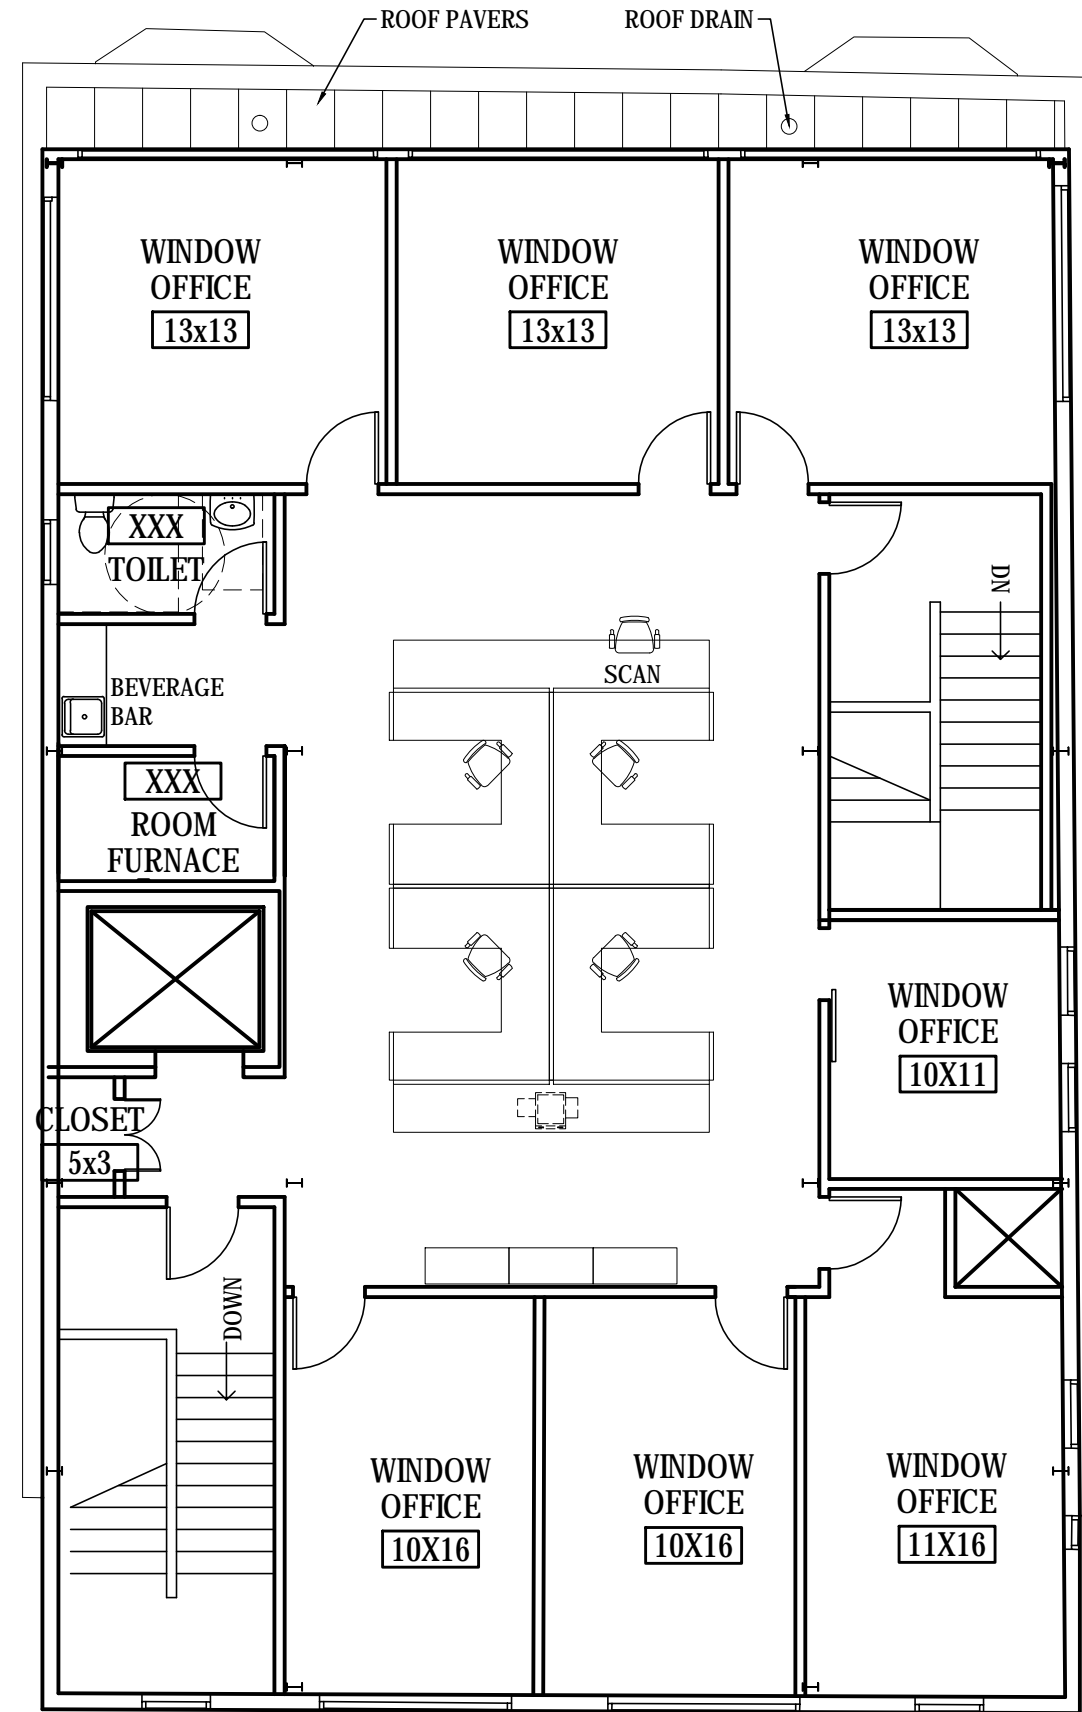 ROOF PAVERS
ROOF DRAIN
WINDOW
OFFICE
13x13
WINDOW
OFFICE
13x13
WINDOW
OFFICE
13x13
XXX
TOILET
DN
SCAN
BEVERAGE
BAR
XXX
ROOM
FURNACE
WINDOW
OFFICE
10X11
CLOSET
5x3
DOWN
WINDOW
OFFICE
10X16
WINDOW
OFFICE
10X16
WINDOW
OFFICE
11X16